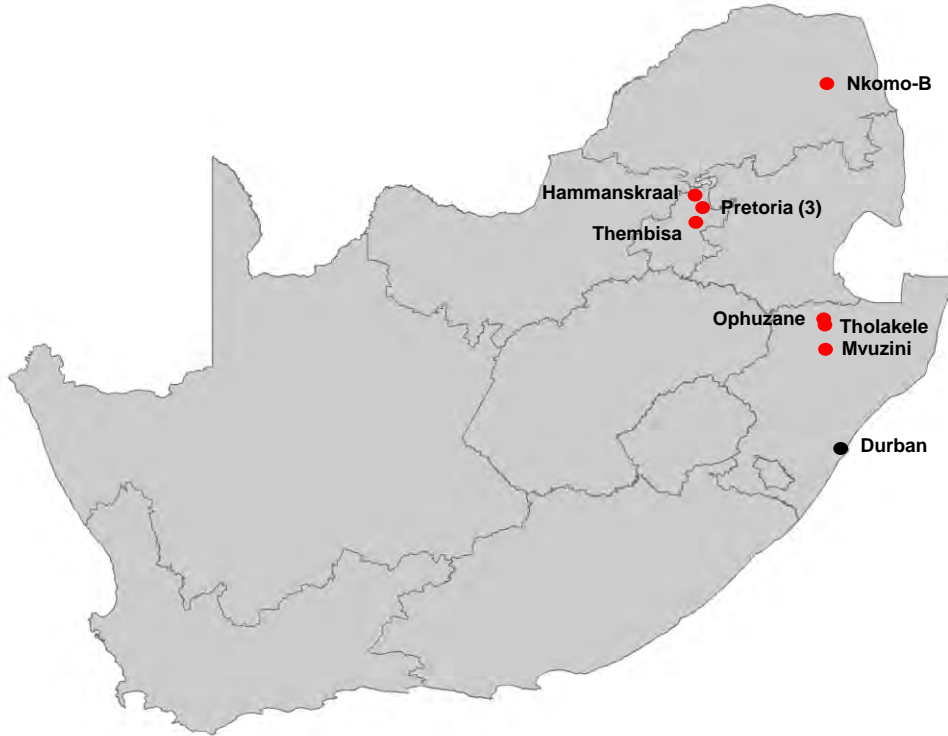 Nkomo-B
Hammanskraal
Pretoria (3)
Thembisa
Ophuzane
Tholakele
Mvuzini
Durban